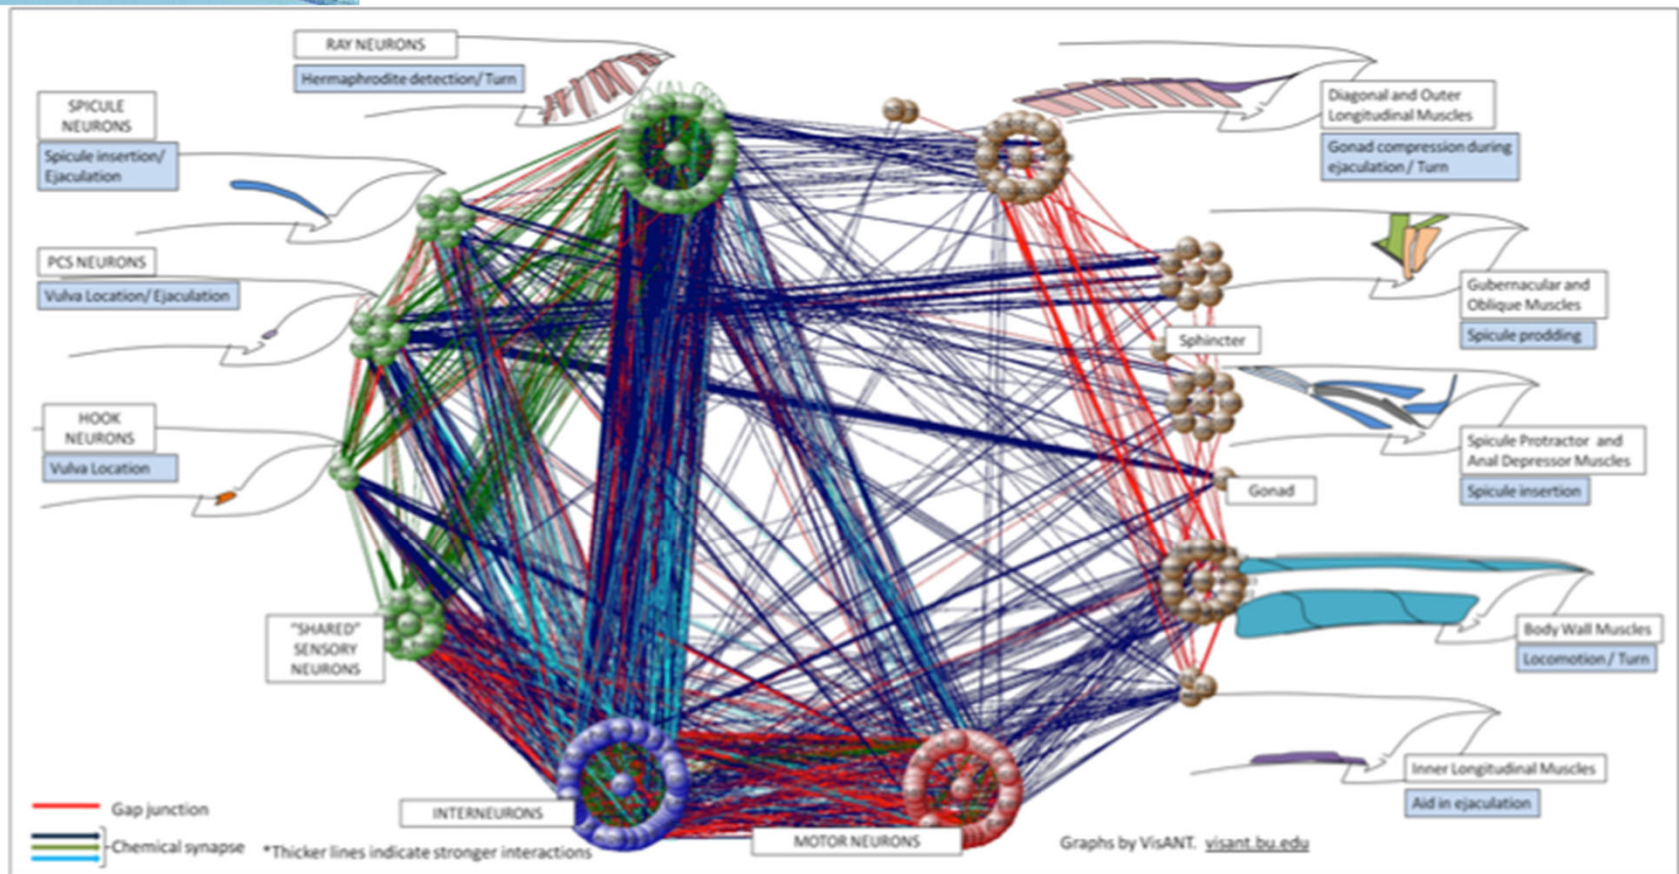 RAY NEURONS
Hermaphrodite detection/ Turn
SPICULE
NEURONS
Spicule insertion/
Ejaculation
PCS NEURONS
Vulva Location/ Ejaculation
HOOK
NEURONS
Vulva Location
"SHARED"
SENSORY
NEURONS
INTERNEURONS
MOTOR NEURONS
Diagonal and Outer
Longitudinal Muscles
Gonad compression during
ejaculation / Turn
Gubernacular and
Oblique Muscles
Spicule prodding
Sphincter
Spicule Protractor and
Anal Depressor Muscles
Spicule insertion
Gonad
Body Wall Muscles
Locomotion / Turn
Inner Longitudinal Muscles
Aid in ejaculation
Gap junction
Chemical synapse
*Thicker lines indicate stronger interactions
Graphs by VisANT. visant.bu.edu